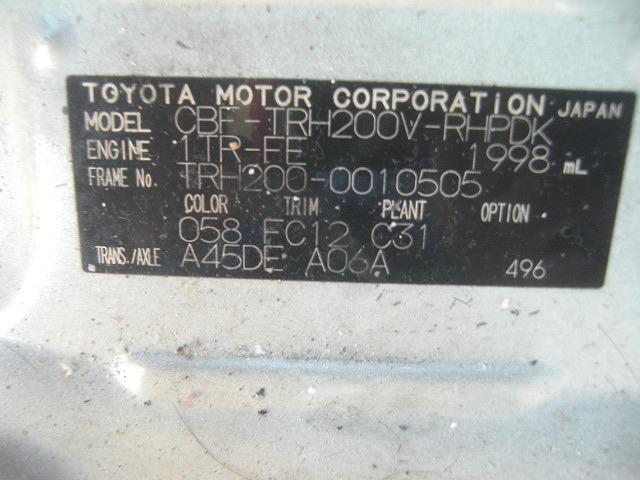 TOYOTA MOTOR CORPORATION JAPAN
MODEL CBF-TRH200V-RHPDK
ENGINE 1TR-FE 1998 mL
FRAME No. TRH200-0010505
COLOR TRIM PLANT OPTION
058 FC12 C31
TRANS./AXLE A45DE A06A 496